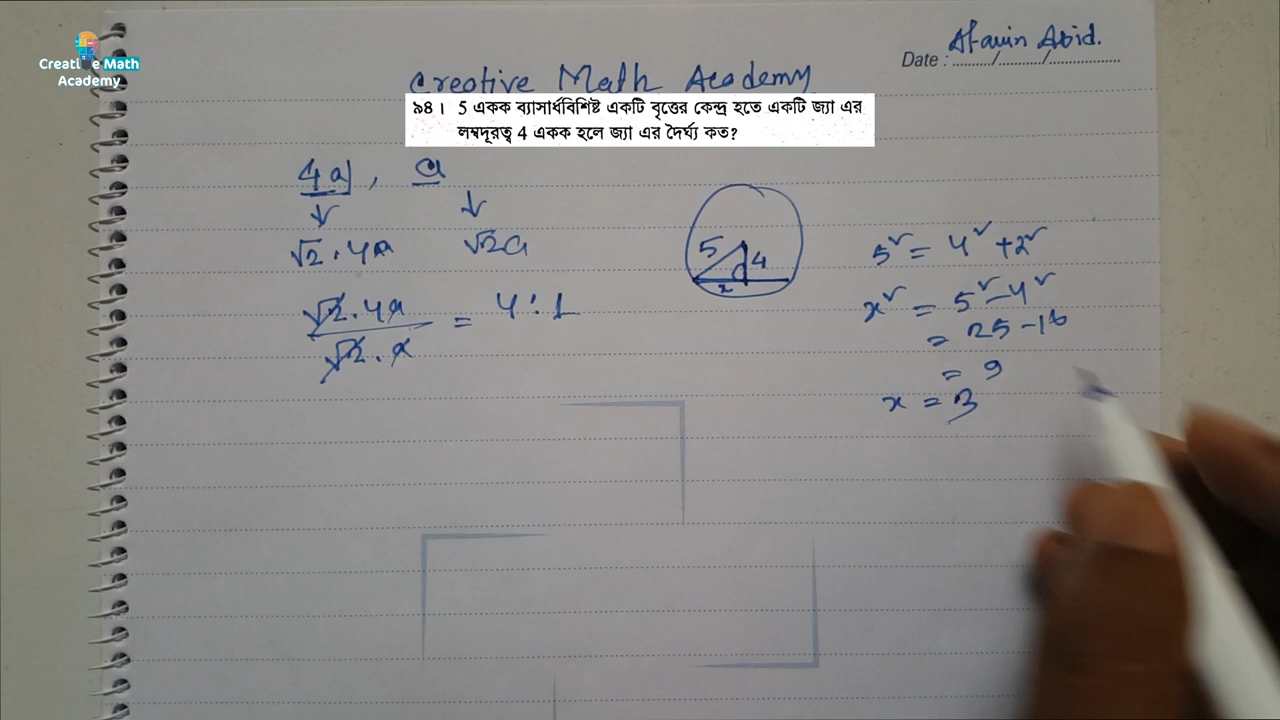 Creati e Math
Academy
Afamin Abid.
Date : ........../.........../..................
Creative Math Academy
৯৪। 5 একক ব্যাসার্ধবিশিষ্ট একটি বৃত্তের কেন্দ্র হতে একটি জ্যা এর
লম্বদূরত্ব 4 একক হলে জ্যা এর দৈর্ঘ্য কত?
4a , a
↓ ↓
√2 . 4a √2a
√2 . 4a / √2 . a = 4 : 1
5 4
x
5² = 4² + x²
x² = 5² - 4²
= 25 - 16
= 9
x = 3